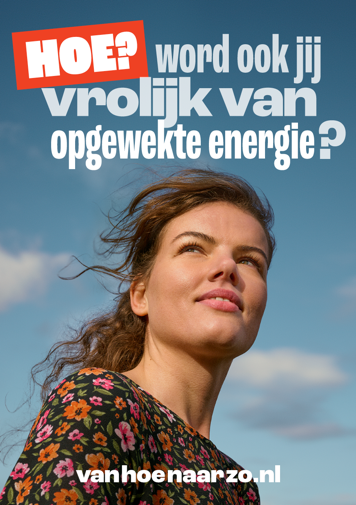 HOE? word ook jij
vrolijk van
opgewekte energie?
vanhoenaarzo.nl